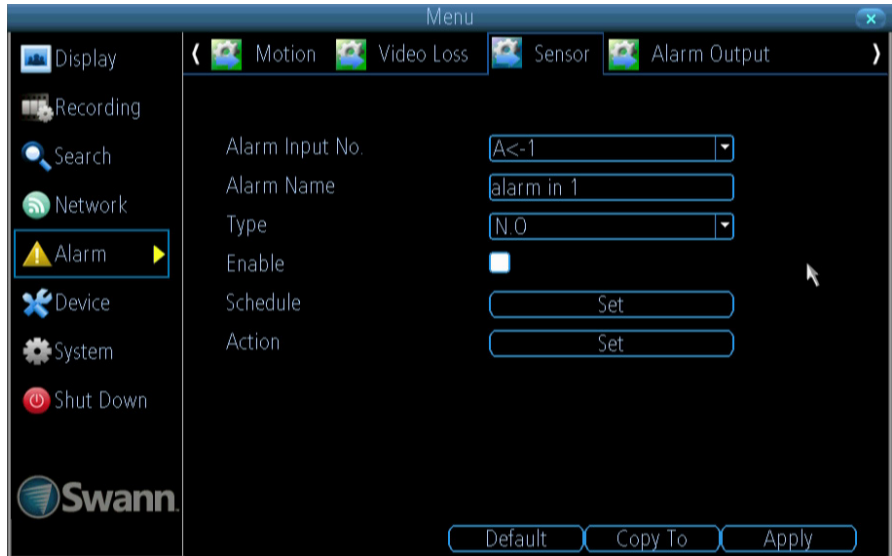 Menu
Display
Recording
Search
Network
Alarm
Device
System
Shut Down
Swann
Motion Video Loss Sensor Alarm Output
Alarm Input No. A<-1
Alarm Name alarm in 1
Type N.O
Enable
Schedule Set
Action Set
Default Copy To Apply